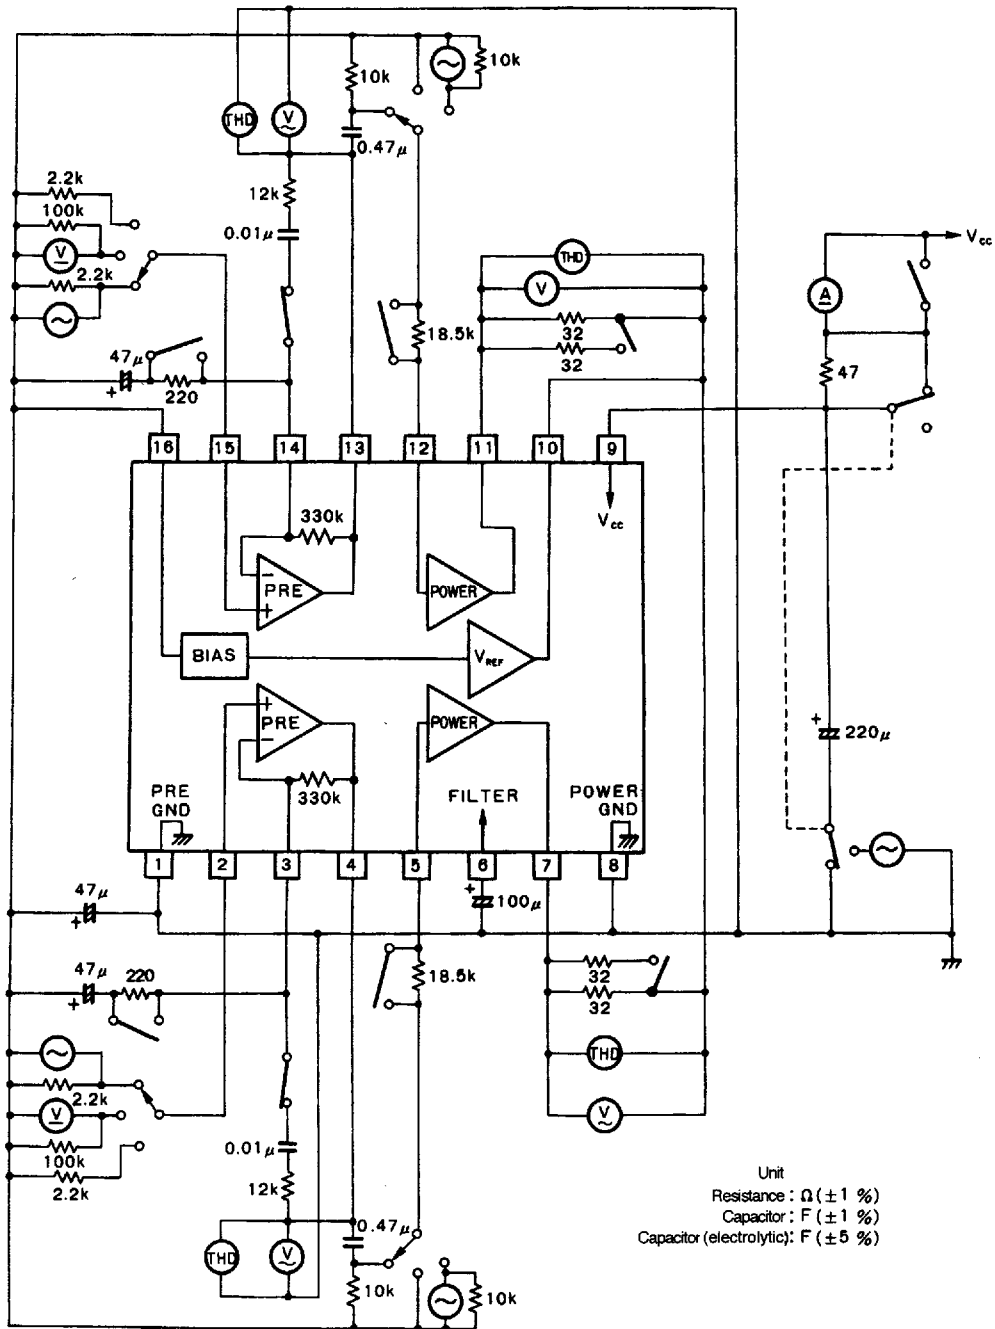 10k
10k
THD
V
0.47μ
2.2k
12k
100k
0.01μ
V
THD
Vcc
2.2k
V
A
18.5k
32
47μ
32
47
+
220
16
15
14
13
12
11
10
9
330k
Vcc
−
PRE
POWER
+
BIAS
VREF
+
PRE
POWER
−
+
220μ
330k
PRE
GND
FILTER
POWER
GND
1
2
3
4
5
6
7
8
47μ
+
+
100μ
47μ
220
18.5k
32
+
32
THD
2.2k
V
V
0.01μ
100k
2.2k
12k
0.47μ
THD
V
10k
10k
Unit
Resistance : Ω (±1 %)
Capacitor : F (±1 %)
Capacitor (electrolytic) : F (±5 %)